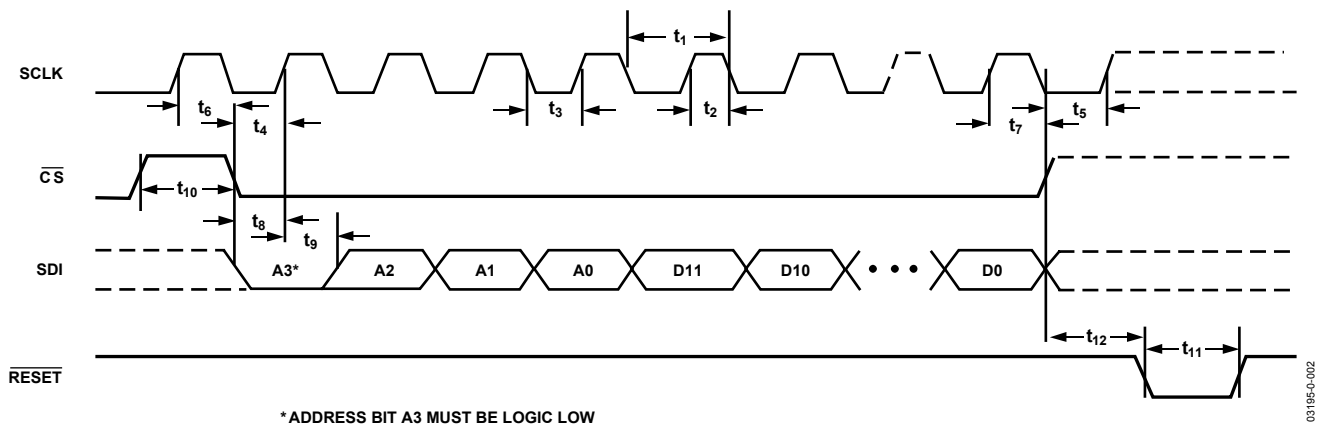 t1
SCLK
t6
t4
t3
t2
t7
t5
CS
t10
t8
t9
SDI
A3*
A2
A1
A0
D11
D10
• • •
D0
t12
t11
RESET
*ADDRESS BIT A3 MUST BE LOGIC LOW
03195-0-002